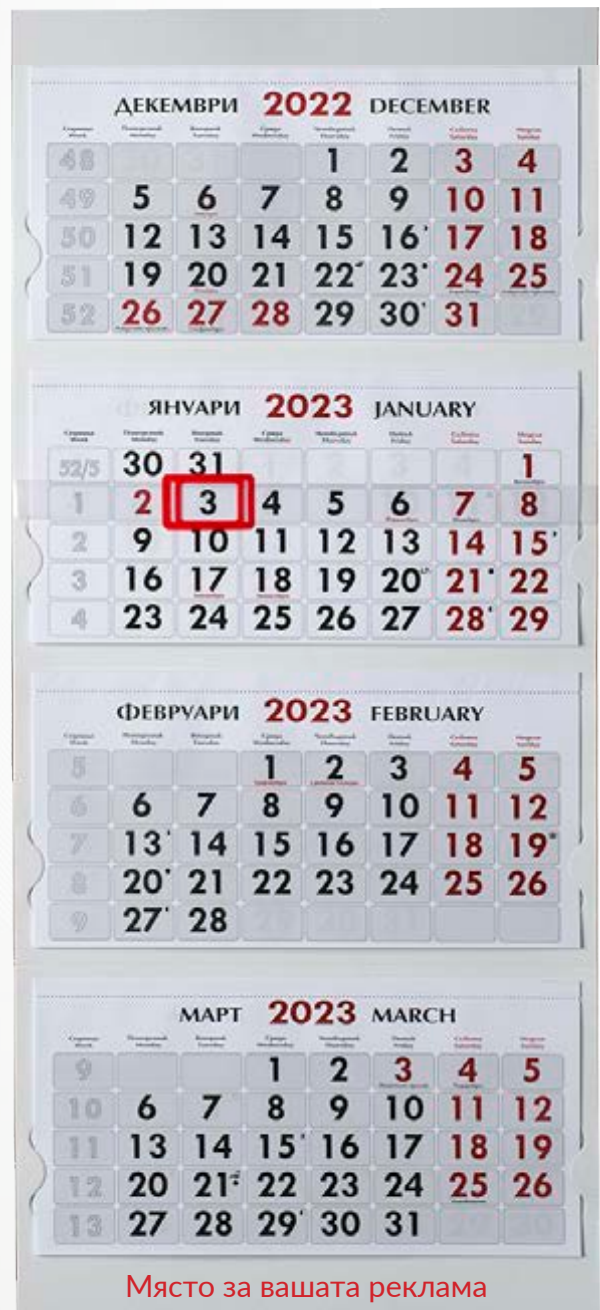 ДЕКЕМВРИ 2022 DECEMBER
48 1 2 3 4
49 5 6 7 8 9 10 11
50 12 13 14 15 16 17 18
51 19 20 21 22 23 24 25
52 26 27 28 29 30 31
ЯНУАРИ 2023 JANUARY
52/5 30 31 1
1 2 3 4 5 6 7 8
2 9 10 11 12 13 14 15
3 16 17 18 19 20 21 22
4 23 24 25 26 27 28 29
ФЕВРУАРИ 2023 FEBRUARY
5 1 2 3 4 5
6 6 7 8 9 10 11 12
7 13 14 15 16 17 18 19
8 20 21 22 23 24 25 26
9 27 28
МАРТ 2023 MARCH
9 1 2 3 4 5
10 6 7 8 9 10 11 12
11 13 14 15 16 17 18 19
12 20 21 22 23 24 25 26
13 27 28 29 30 31
Място за вашата реклама